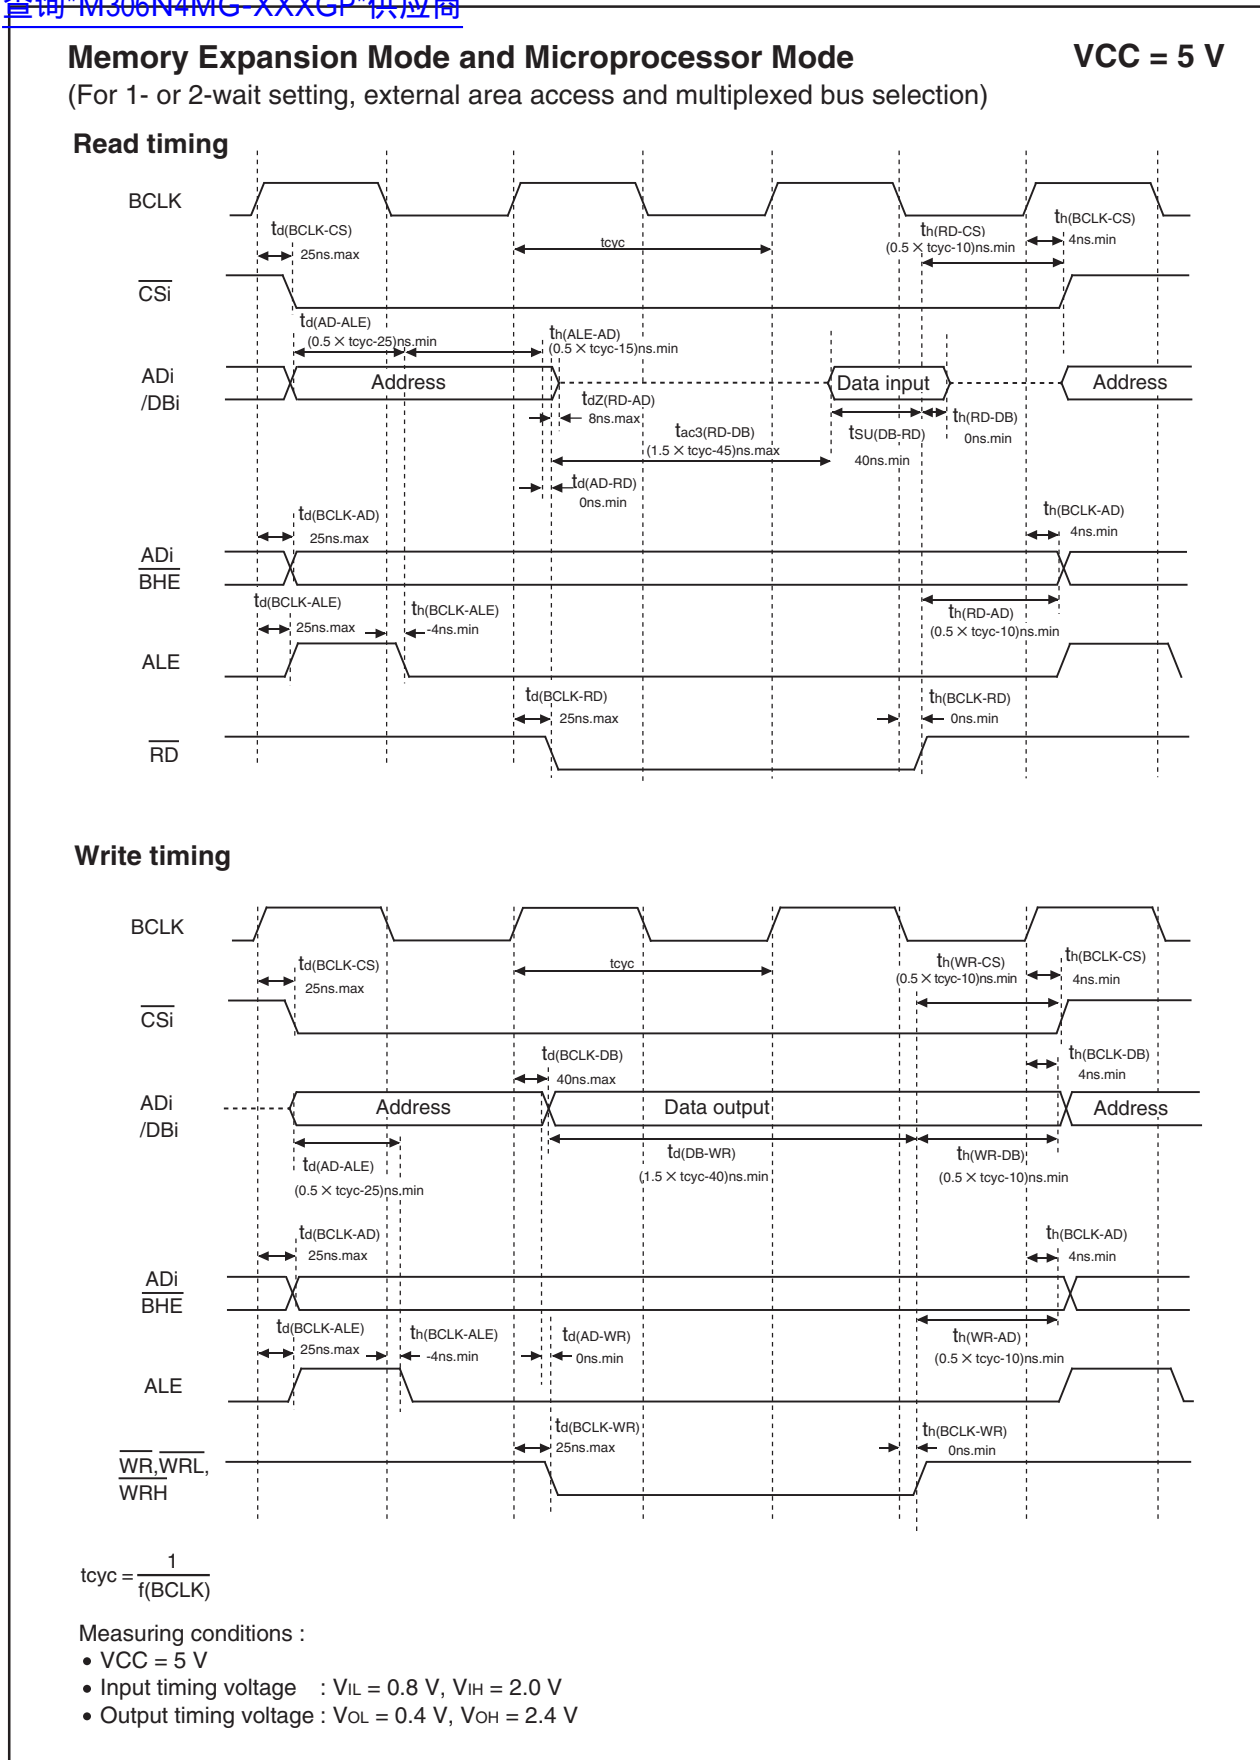 查询"M306N4MG-XXXGP"供应商
Memory Expansion Mode and Microprocessor Mode VCC = 5 V
(For 1- or 2-wait setting, external area access and multiplexed bus selection)
Read timing
BCLK
td(BCLK-CS)
25ns.max
tcyc
th(RD-CS)
(0.5 × tcyc-10)ns.min
th(BCLK-CS)
4ns.min
CSi
td(AD-ALE)
(0.5 × tcyc-25)ns.min
th(ALE-AD)
(0.5 × tcyc-15)ns.min
ADi
/DBi
Address
Data input
Address
tdZ(RD-AD)
8ns.max
tac3(RD-DB)
(1.5 × tcyc-45)ns.max
tSU(DB-RD)
40ns.min
th(RD-DB)
0ns.min
td(AD-RD)
0ns.min
td(BCLK-AD)
25ns.max
th(BCLK-AD)
4ns.min
ADi
BHE
td(BCLK-ALE)
25ns.max
th(BCLK-ALE)
-4ns.min
th(RD-AD)
(0.5 × tcyc-10)ns.min
ALE
td(BCLK-RD)
25ns.max
th(BCLK-RD)
0ns.min
RD
Write timing
BCLK
td(BCLK-CS)
25ns.max
tcyc
th(WR-CS)
(0.5 × tcyc-10)ns.min
th(BCLK-CS)
4ns.min
CSi
td(BCLK-DB)
40ns.max
th(BCLK-DB)
4ns.min
ADi
/DBi
Address
Data output
Address
td(AD-ALE)
(0.5 × tcyc-25)ns.min
td(DB-WR)
(1.5 × tcyc-40)ns.min
th(WR-DB)
(0.5 × tcyc-10)ns.min
td(BCLK-AD)
25ns.max
th(BCLK-AD)
4ns.min
ADi
BHE
td(BCLK-ALE)
25ns.max
th(BCLK-ALE)
-4ns.min
td(AD-WR)
0ns.min
th(WR-AD)
(0.5 × tcyc-10)ns.min
ALE
td(BCLK-WR)
25ns.max
th(BCLK-WR)
0ns.min
WR,WRL,
WRH
tcyc = 1
f(BCLK)
Measuring conditions :
• VCC = 5 V
• Input timing voltage : VIL = 0.8 V, VIH = 2.0 V
• Output timing voltage : VOL = 0.4 V, VOH = 2.4 V